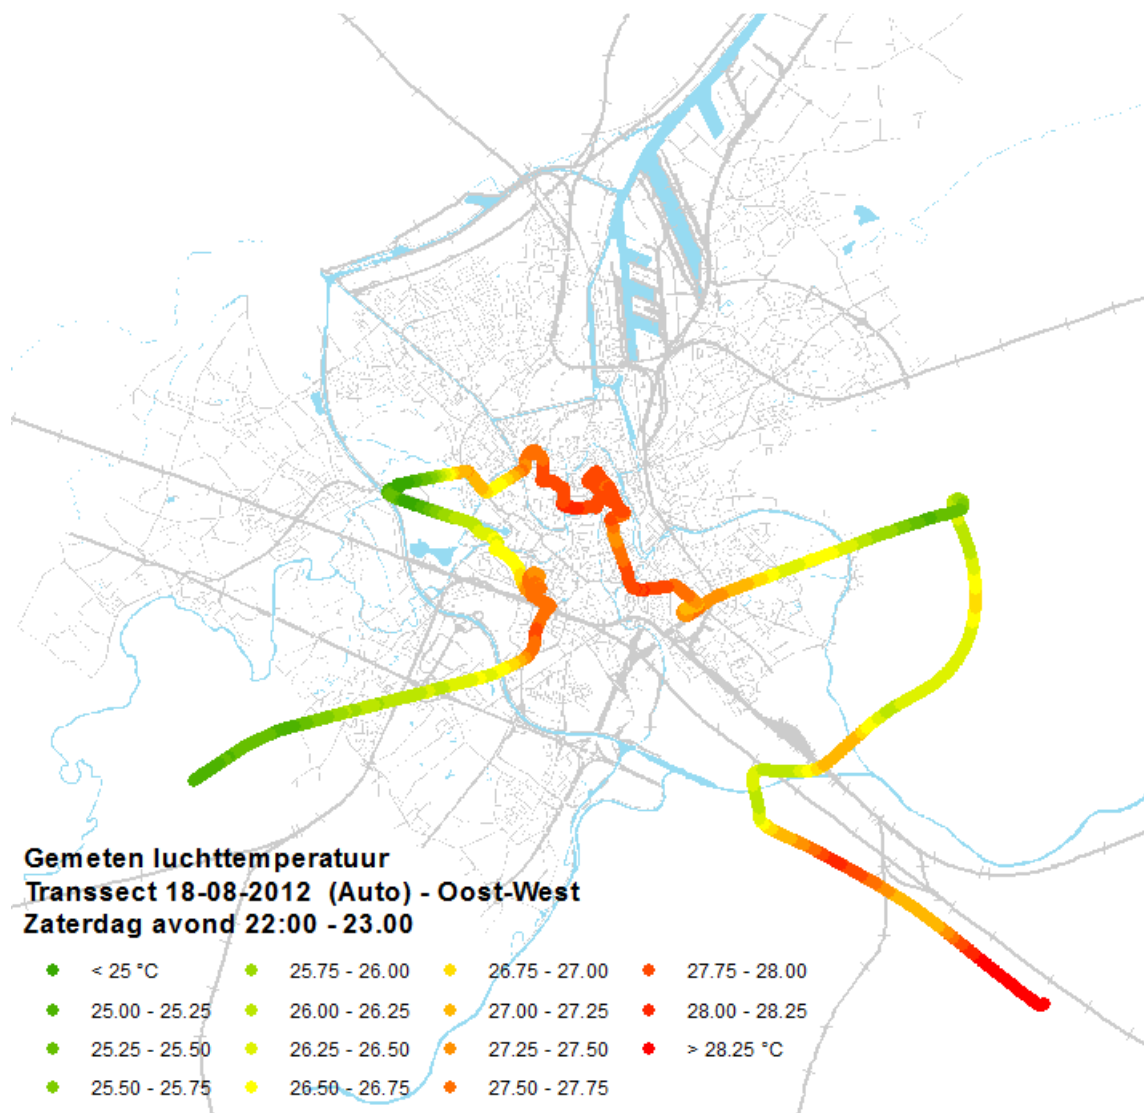 Gemeten luchttemperatuur
Transsect 18-08-2012 (Auto) - Oost-West
Zaterdag avond 22:00 - 23.00
< 25 °C
25.00 - 25.25
25.25 - 25.50
25.50 - 25.75
25.75 - 26.00
26.00 - 26.25
26.25 - 26.50
26.50 - 26.75
26.75 - 27.00
27.00 - 27.25
27.25 - 27.50
27.50 - 27.75
27.75 - 28.00
28.00 - 28.25
> 28.25 °C